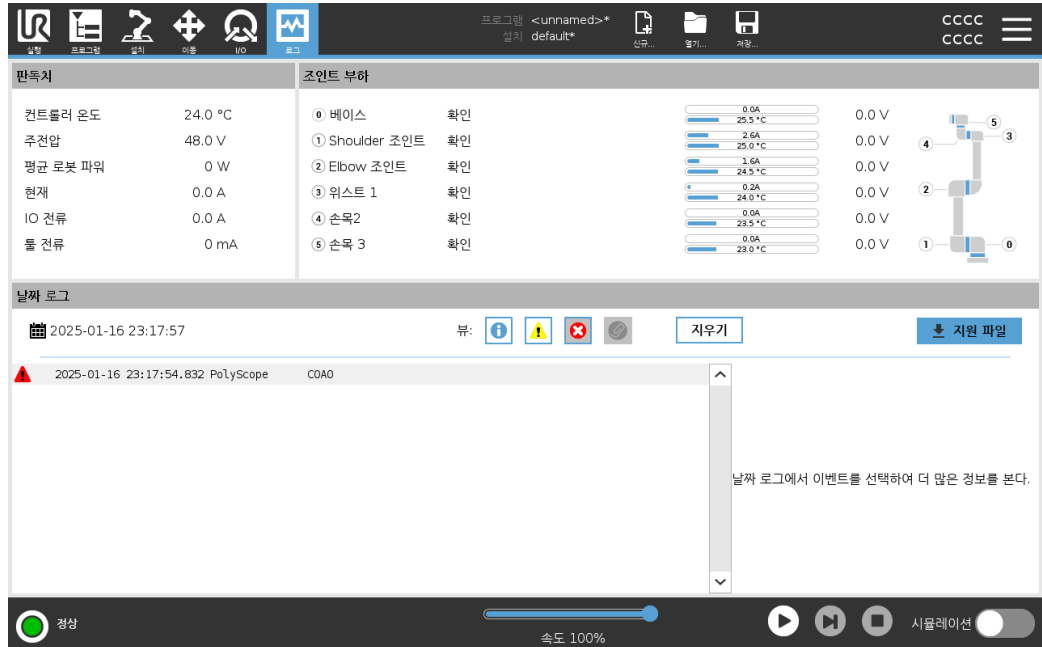 UR
실행
프로그램
설치
이동
I/O
로그
프로그램 <unnamed>*
설치 default*
신규...
열기...
저장...
CCCC
CCCC
판독치
조인트 부하
컨트롤러 온도 24.0 °C
주전압 48.0 V
평균 로봇 파워 0 W
현재 0.0 A
IO 전류 0.0 A
툴 전류 0 mA
0 베이스 확인 0.0A 25.5 °C 0.0 V
1 Shoulder 조인트 확인 2.6A 25.0 °C 0.0 V
2 Elbow 조인트 확인 1.6A 24.5 °C 0.0 V
3 위스트 1 확인 0.2A 24.0 °C 0.0 V
4 손목2 확인 0.0A 23.5 °C 0.0 V
5 손목 3 확인 0.0A 23.0 °C 0.0 V
5
4 3
2
1 0
날짜 로그
2025-01-16 23:17:57
뷰:
지우기
지원 파일
2025-01-16 23:17:54.832 PolyScope C0A0
날짜 로그에서 이벤트를 선택하여 더 많은 정보를 본다.
정상
속도 100%
시뮬레이션